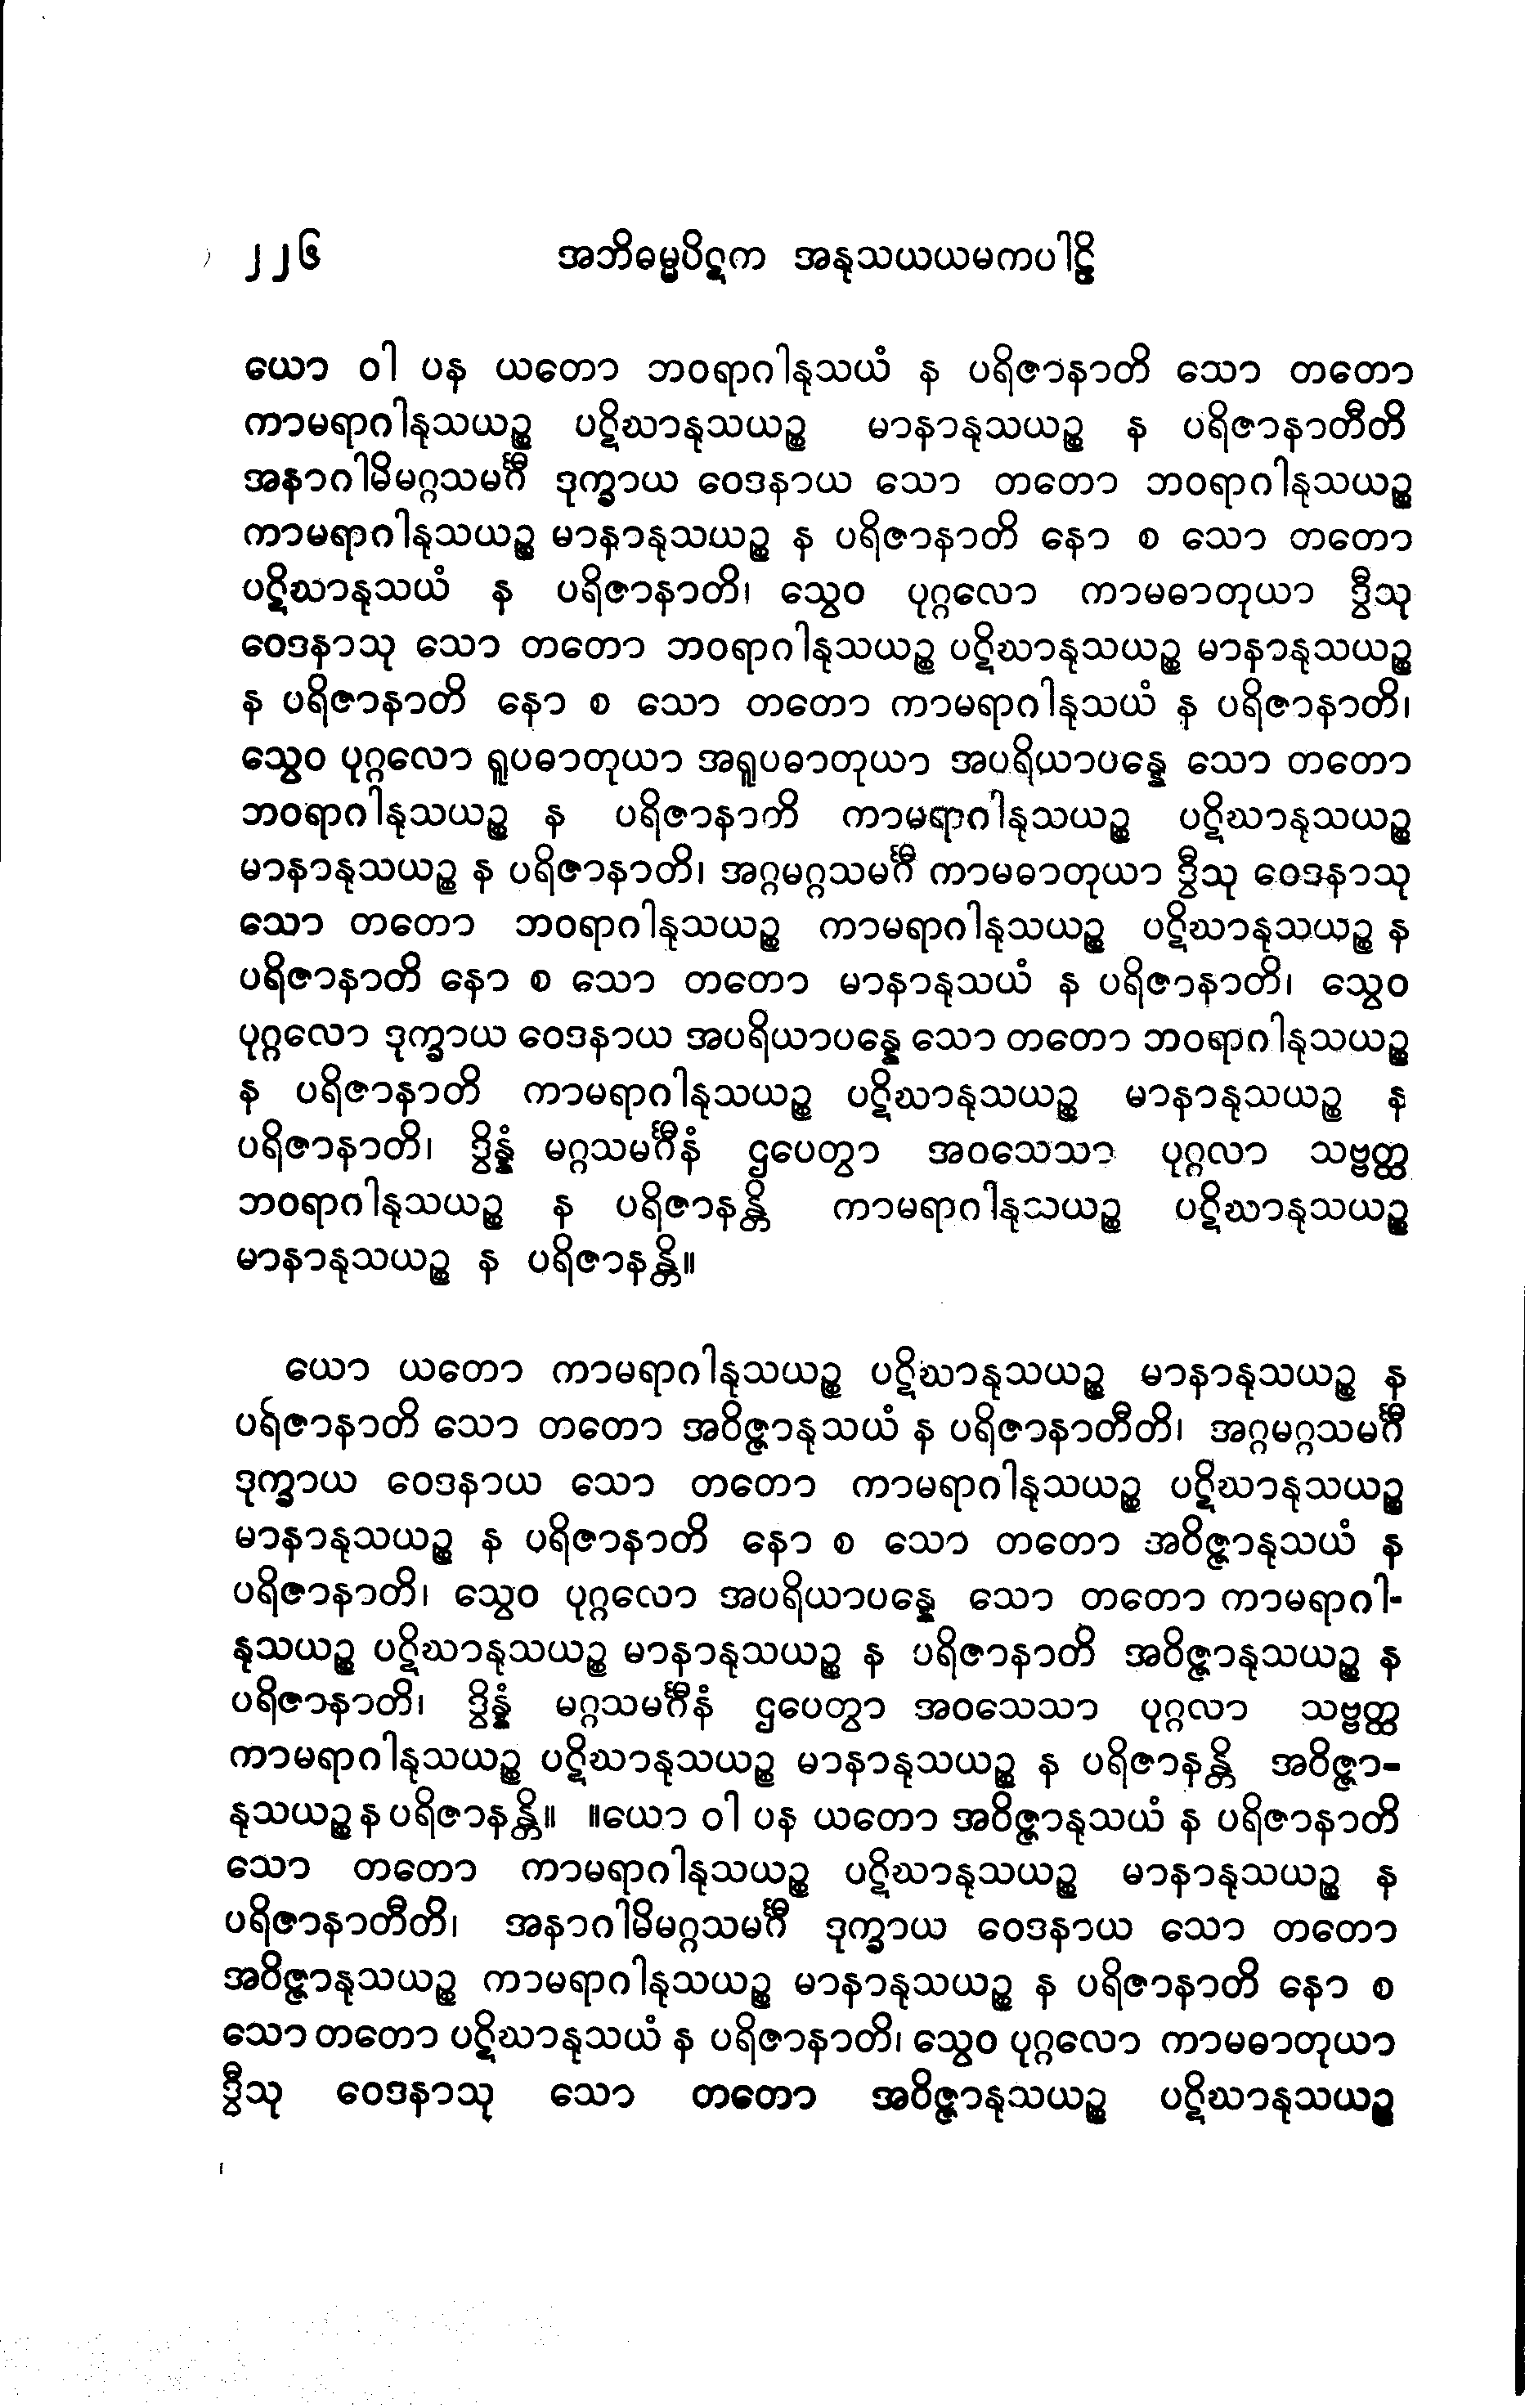 ၂၂၆ အဘိဓမ္မပိဋက အနုသယယမကပါဠိ
ယော ဝါ ပန ယတော ဘဝရာဂါနုသယံ န ပရိဇာနာတိ သော တတော
ကာမရာဂါနုသယဉ္စ ပဋိဃာနုသယဉ္စ မာနာနုသယဉ္စ န ပရိဇာနာတီတိ
အနာဂါမိမဂ္ဂသမင်္ဂီ ဒုက္ခာယ ဝေဒနာယ သော တတော ဘဝရာဂါနုသယဉ္စ
ကာမရာဂါနုသယဉ္စ မာနာနုသယဉ္စ န ပရိဇာနာတိ နော စ သော တတော
ပဋိဃာနုသယံ န ပရိဇာနာတိ၊ သွေဝ ပုဂ္ဂလော ကာမဓာတုယာ ဒွီသု
ဝေဒနာသု သော တတော ဘဝရာဂါနုသယဉ္စ ပဋိဃာနုသယဉ္စ မာနာနုသယဉ္စ
န ပရိဇာနာတိ နော စ သော တတော ကာမရာဂါနုသယံ န ပရိဇာနာတိ၊
သွေဝ ပုဂ္ဂလော ရူပဓာတုယာ အရူပဓာတုယာ အပရိယာပန္နေ သော တတော
ဘဝရာဂါနုသယဉ္စ န ပရိဇာနာတိ ကာမရာဂါနုသယဉ္စ ပဋိဃာနုသယဉ္စ
မာနာနုသယဉ္စ န ပရိဇာနာတိ၊ အဂ္ဂမဂ္ဂသမင်္ဂီ ကာမဓာတုယာ ဒွီသု ဝေဒနာသု
သော တတော ဘဝရာဂါနုသယဉ္စ ကာမရာဂါနုသယဉ္စ ပဋိဃာနုသယဉ္စ န
ပရိဇာနာတိ နော စ သော တတော မာနာနုသယံ န ပရိဇာနာတိ၊ သွေဝ
ပုဂ္ဂလော ဒုက္ခာယ ဝေဒနာယ အပရိယာပန္နေ သော တတော ဘဝရာဂါနုသယဉ္စ
န ပရိဇာနာတိ ကာမရာဂါနုသယဉ္စ ပဋိဃာနုသယဉ္စ မာနာနုသယဉ္စ န
ပရိဇာနာတိ၊ ဒွိန္နံ မဂ္ဂသမင်္ဂီနံ ဌပေတွာ အဝသေသာ ပုဂ္ဂလာ သဗ္ဗတ္ထ
ဘဝရာဂါနုသယဉ္စ န ပရိဇာနန္တိ ကာမရာဂါနုသယဉ္စ ပဋိဃာနုသယဉ္စ
မာနာနုသယဉ္စ န ပရိဇာနန္တိ။
ယော ယတော ကာမရာဂါနုသယဉ္စ ပဋိဃာနုသယဉ္စ မာနာနုသယဉ္စ န
ပရိဇာနာတိ သော တတော အဝိဇ္ဇာနုသယံ န ပရိဇာနာတီတိ၊ အဂ္ဂမဂ္ဂသမင်္ဂီ
ဒုက္ခာယ ဝေဒနာယ သော တတော ကာမရာဂါနုသယဉ္စ ပဋိဃာနုသယဉ္စ
မာနာနုသယဉ္စ န ပရိဇာနာတိ နော စ သော တတော အဝိဇ္ဇာနုသယံ န
ပရိဇာနာတိ၊ သွေဝ ပုဂ္ဂလော အပရိယာပန္နေ သော တတော ကာမရာဂါ-
နုသယဉ္စ ပဋိဃာနုသယဉ္စ မာနာနုသယဉ္စ န ပရိဇာနာတိ အဝိဇ္ဇာနုသယဉ္စ န
ပရိဇာနာတိ၊ ဒွိန္နံ မဂ္ဂသမင်္ဂီနံ ဌပေတွာ အဝသေသာ ပုဂ္ဂလာ သဗ္ဗတ္ထ
ကာမရာဂါနုသယဉ္စ ပဋိဃာနုသယဉ္စ မာနာနုသယဉ္စ န ပရိဇာနန္တိ အဝိဇ္ဇာ-
နုသယဉ္စ န ပရိဇာနန္တိ။ ။ယော ဝါ ပန ယတော အဝိဇ္ဇာနုသယံ န ပရိဇာနာတိ
သော တတော ကာမရာဂါနုသယဉ္စ ပဋိဃာနုသယဉ္စ မာနာနုသယဉ္စ န
ပရိဇာနာတီတိ၊ အနာဂါမိမဂ္ဂသမင်္ဂီ ဒုက္ခာယ ဝေဒနာယ သော တတော
အဝိဇ္ဇာနုသယဉ္စ ကာမရာဂါနုသယဉ္စ မာနာနုသယဉ္စ န ပရိဇာနာတိ နော စ
သော တတော ပဋိဃာနုသယံ န ပရိဇာနာတိ၊ သွေဝ ပုဂ္ဂလော ကာမဓာတုယာ
ဒွီသု ဝေဒနာသု သော တတော အဝိဇ္ဇာနုသယဉ္စ ပဋိဃာနုသယဉ္စ